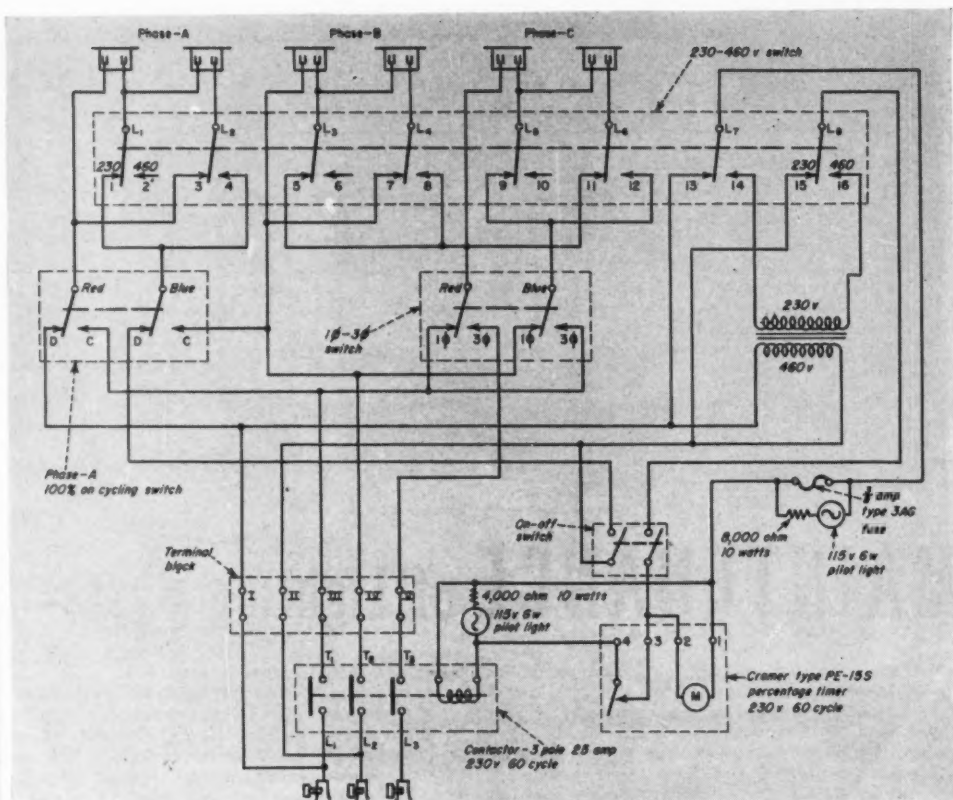 Phase-A
Phase-B
Phase-C
230-460 v switch
L₁
L₂
L₃
L₄
L₅
L₆
L₇
L₈
230
460
230
460
1
2
3
4
5
6
7
8
9
10
11
12
13
14
15
16
Red
Blue
Red
Blue
D
C
D
C
1ϕ
3ϕ
1ϕ
3ϕ
1ϕ-3ϕ
switch
230 v
460 v
Phase-A
100% on cycling switch
On-off
switch
amp
type 3AG
fuse
8,000 ohm
10 watts
115v 6w
pilot light
Terminal
block
I
II
III
IV
V
4,000 ohm 10 watts
115v 6w
pilot light
T₁
T₂
T₃
4
3
2
1
M
Cramer type PE-15S
percentage timer
230 v 60 cycle
L₁
L₂
L₃
Contactor-3 pole 25 amp
230v 60 cycle